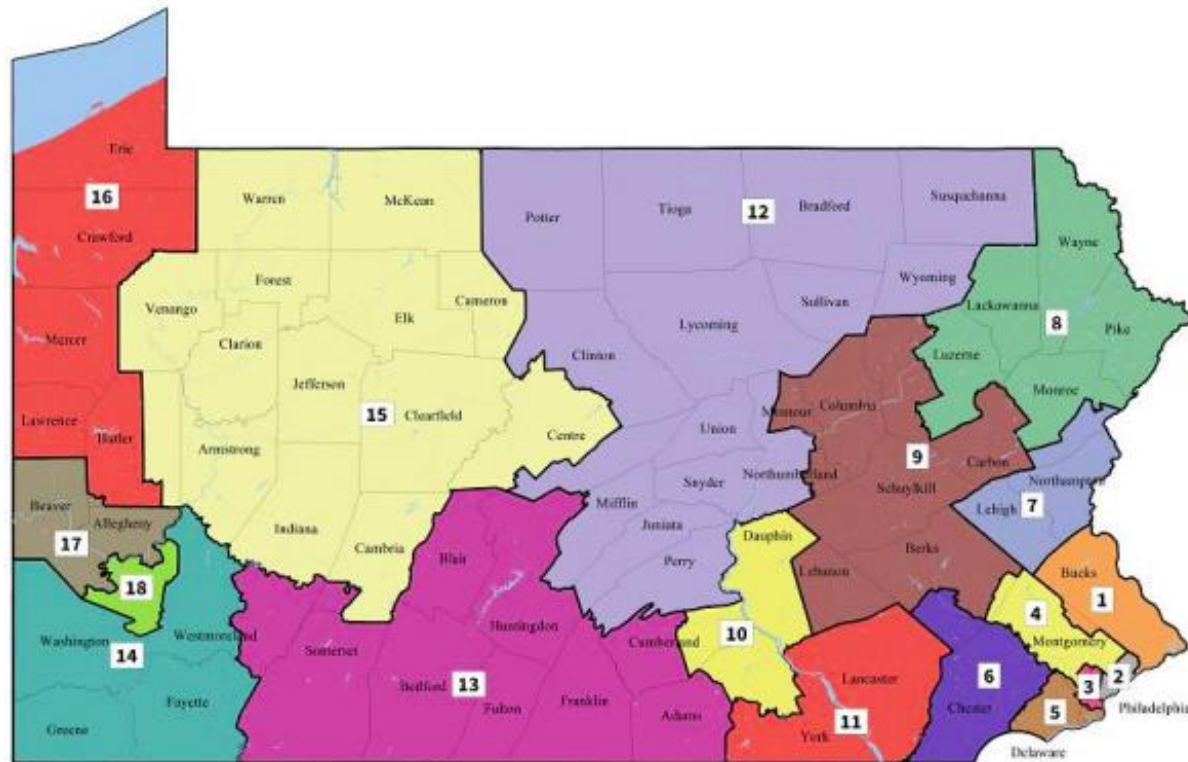 Erie
16
Warren
McKean
Potter
Tioga
12
Bradford
Susquehanna
Crawford
Wayne
Forest
Wyoming
Venango
Cameron
Sullivan
Lackawanna
Elk
Lycoming
8
Pike
Mercer
Clarion
Clinton
Luzerne
Jefferson
Monroe
15
Clearfield
Montour
Columbia
Lawrence
Butler
Union
Centre
Armstrong
9
Carbon
Snyder
Northumberland
Northampton
Schuylkill
Beaver
Mifflin
7
Lehigh
Allegheny
Indiana
Juniata
Dauphin
17
Cambria
Blair
Perry
Berks
Lebanon
Bucks
18
1
4
Washington
Westmoreland
Huntingdon
Cumberland
10
Montgomery
14
Somerset
13
Bedford
6
Lancaster
3
2
Fayette
Fulton
Franklin
Adams
Chester
5
Philadelphia
Greene
York
11
Delaware